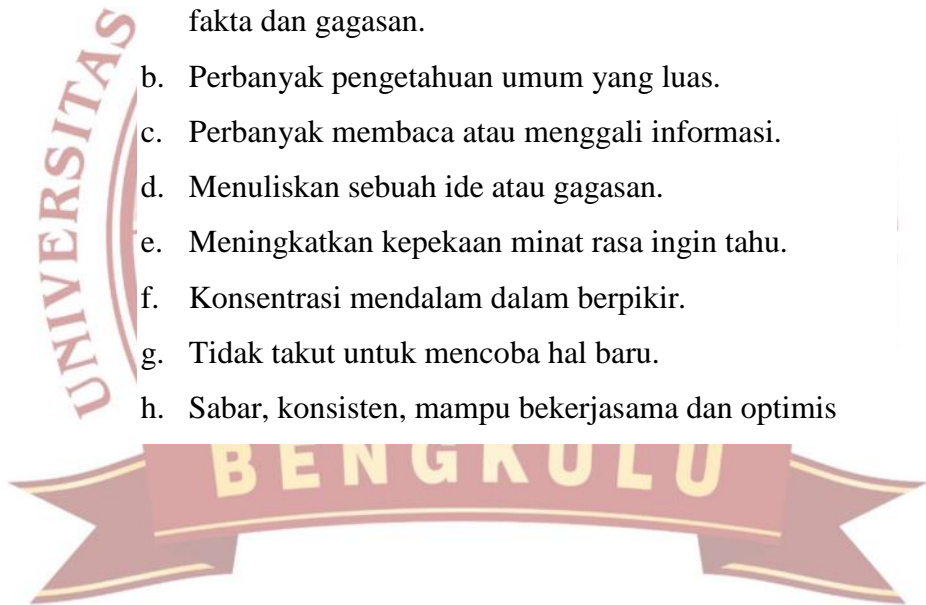 fakta dan gagasan.
b. Perbanyak pengetahuan umum yang luas.
c. Perbanyak membaca atau menggali informasi.
d. Menuliskan sebuah ide atau gagasan.
e. Meningkatkan kepekaan minat rasa ingin tahu.
f. Konsentrasi mendalam dalam berpikir.
g. Tidak takut untuk mencoba hal baru.
h. Sabar, konsisten, mampu bekerjasama dan optimis
UNIVERSITAS
BENGKULU